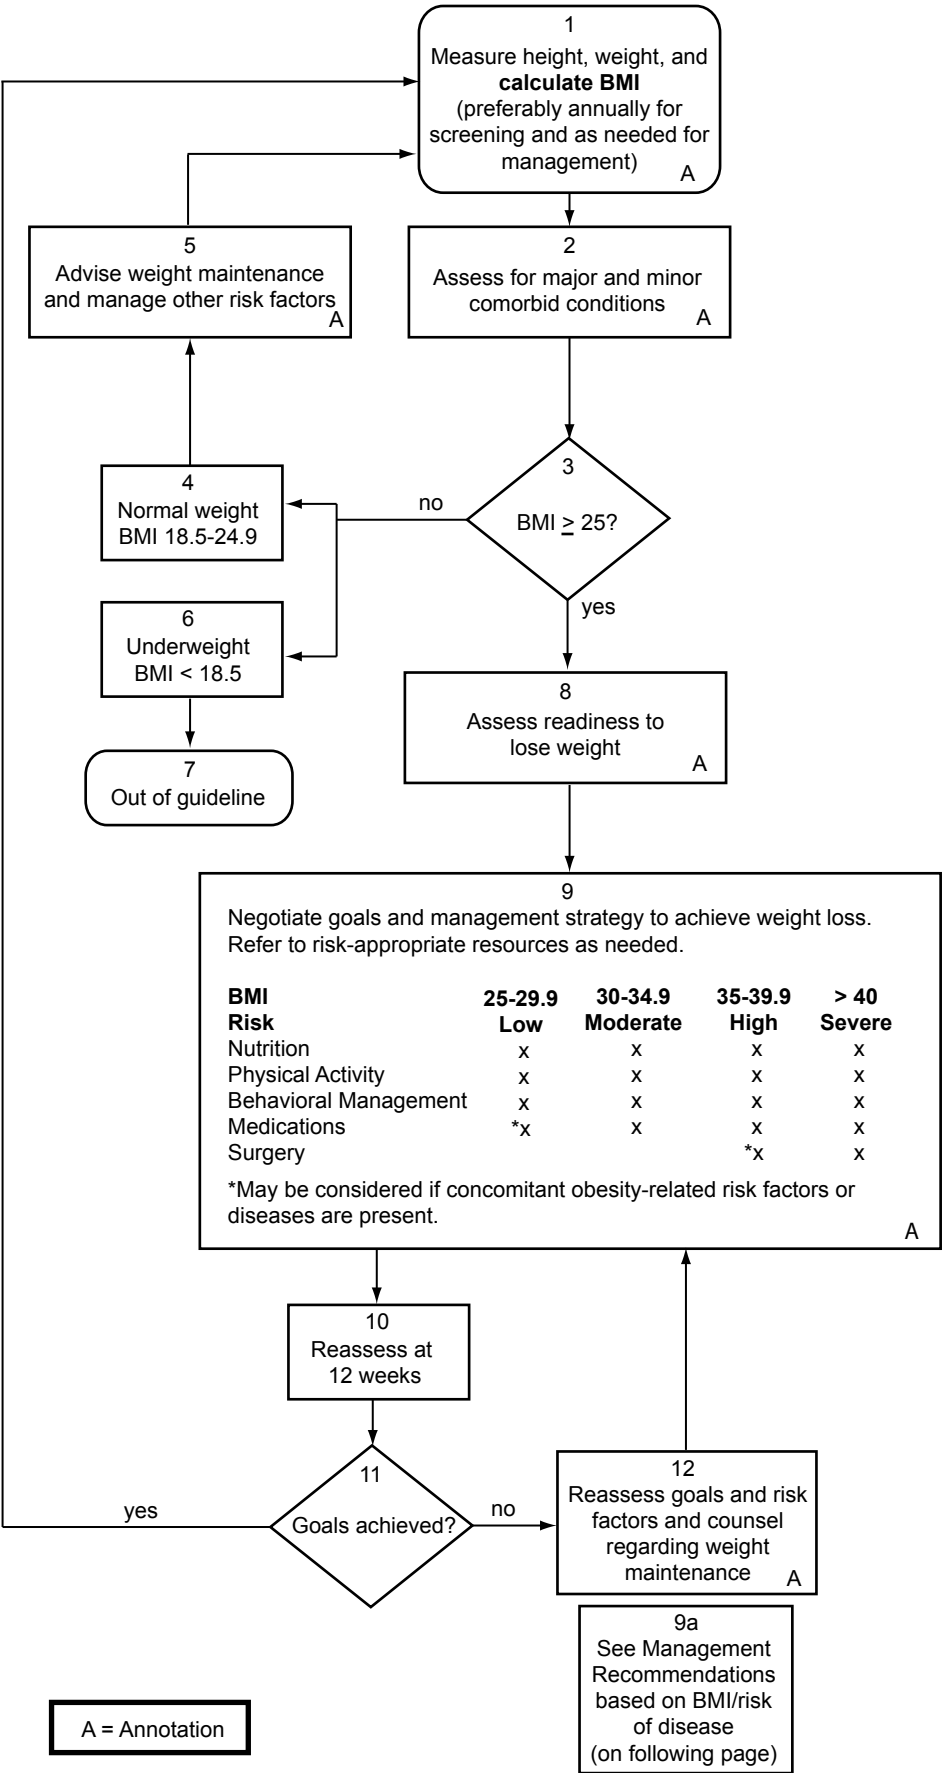 1
Measure height, weight, and
calculate BMI
(preferably annually for
screening and as needed for
management)
A
5
Advise weight maintenance
and manage other risk factors
A
2
Assess for major and minor
comorbid conditions
A
3
BMI ≥ 25?
no
yes
4
Normal weight
BMI 18.5-24.9
6
Underweight
BMI < 18.5
7
Out of guideline
8
Assess readiness to
lose weight
A
9
Negotiate goals and management strategy to achieve weight loss.
Refer to risk-appropriate resources as needed.
BMI 25-29.9 30-34.9 35-39.9 > 40
Risk Low Moderate High Severe
Nutrition x x x x
Physical Activity x x x x
Behavioral Management x x x x
Medications *x x x x
Surgery *x x
*May be considered if concomitant obesity-related risk factors or
diseases are present.
A
10
Reassess at
12 weeks
11
Goals achieved?
yes
no
12
Reassess goals and risk
factors and counsel
regarding weight
maintenance
A
9a
See Management
Recommendations
based on BMI/risk
of disease
(on following page)
A = Annotation